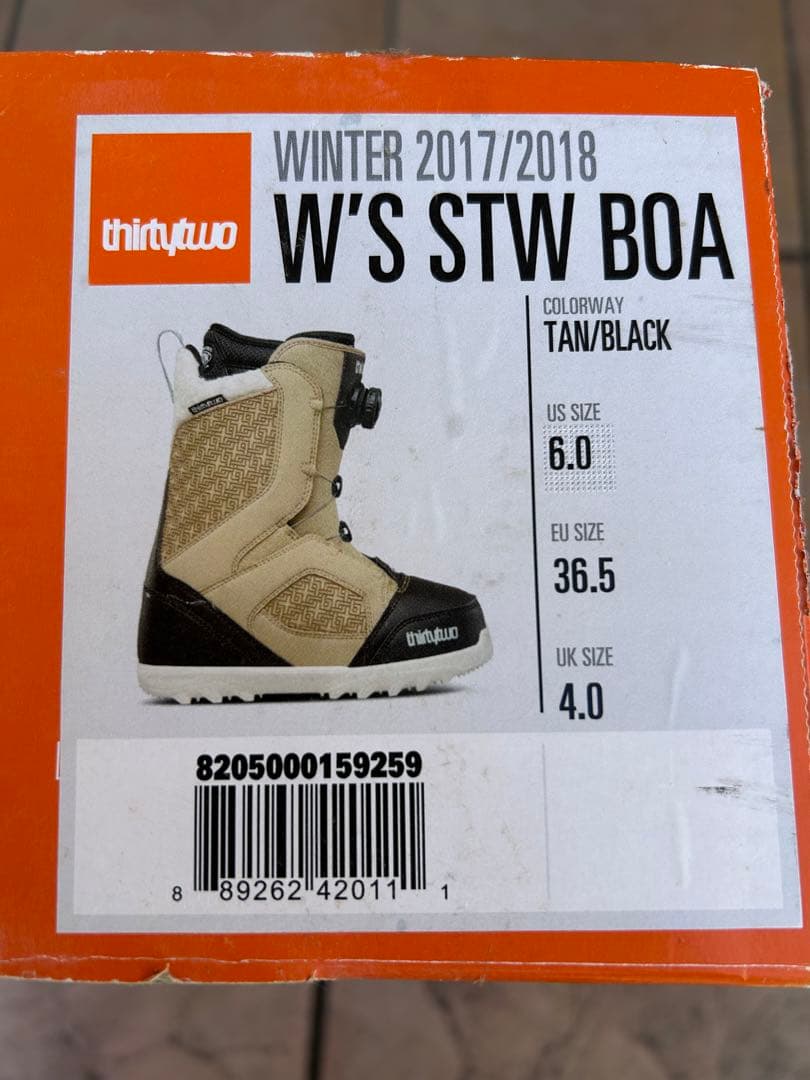 thirtytwo
WINTER 2017/2018
W'S STW BOA
COLORWAY
TAN/BLACK
US SIZE
6.0
EU SIZE
36.5
UK SIZE
4.0
thirtytwo
thirtytwo
8205000159259
8 89262 42011 1